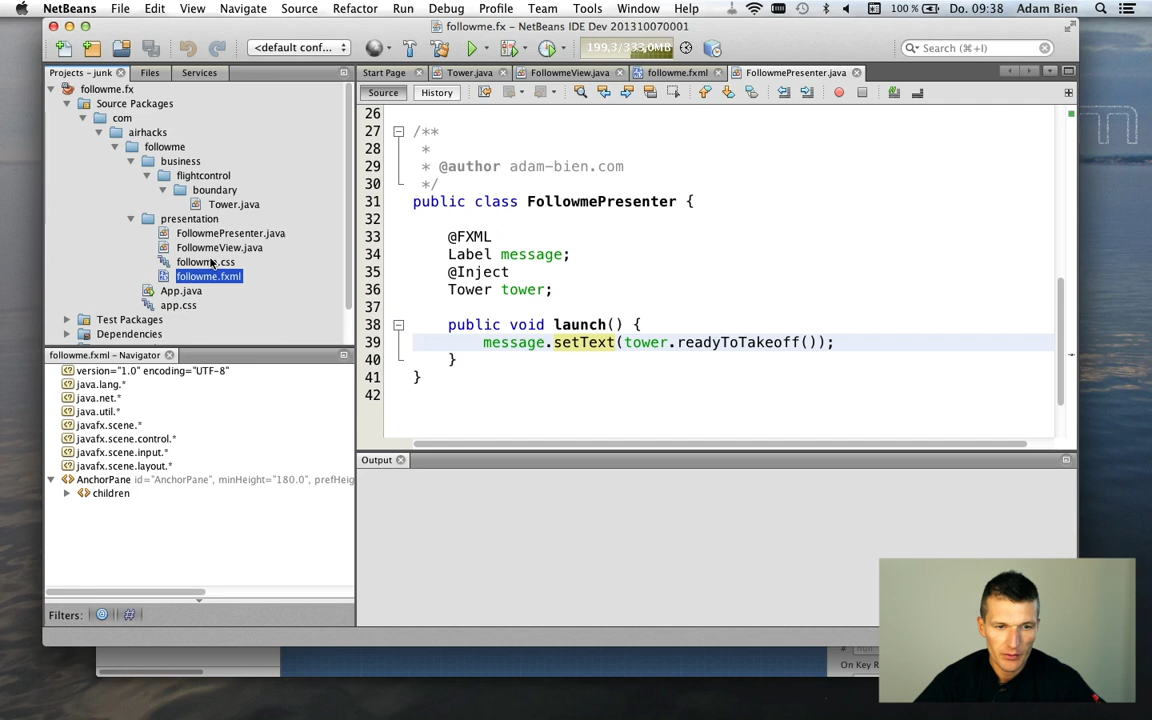 NetBeans File Edit View Navigate Source Refactor Run Debug Profile Team Tools Window Help 100 % Do. 09:38 Adam Bien
followme.fx – NetBeans IDE Dev 201310070001
<default conf... 199,3/333,0MB Search (⌘+I)
Projects – junk Files Services
Start Page Tower.java FollowmeView.java followme.fxml FollowmePresenter.java
Source History
followme.fx
Source Packages
com
airhacks
followme
business
flightcontrol
boundary
Tower.java
presentation
FollowmePresenter.java
FollowmeView.java
followme.css
followme.fxml
App.java
app.css
Test Packages
Dependencies
26
27 /**
28 *
29 * @author adam-bien.com
30 */
31 public class FollowmePresenter {
32
33 @FXML
34 Label message;
35 @Inject
36 Tower tower;
37
38 public void launch() {
39 message.setText(tower.readyToTakeoff());
40 }
41 }
42
followme.fxml – Navigator
version="1.0" encoding="UTF-8"
java.lang.*
java.net.*
java.util.*
javafx.scene.*
javafx.scene.control.*
javafx.scene.input.*
javafx.scene.layout.*
AnchorPane id="AnchorPane", minHeight="180.0", prefHeig
children
Filters:
Output
# null
On Key R